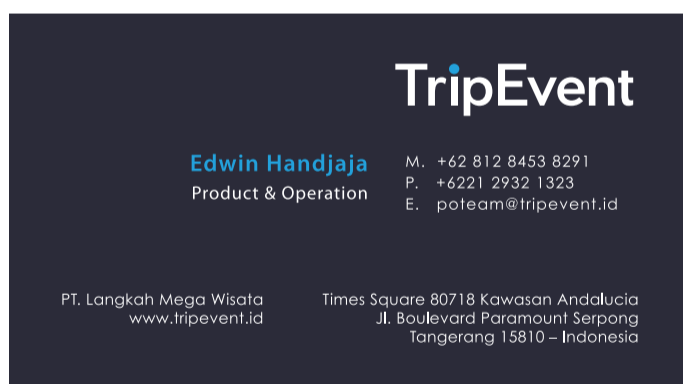 TripEvent
Edwin Handjaja
Product & Operation
M. +62 812 8453 8291
P. +6221 2932 1323
E. poteam@tripevent.id
PT. Langkah Mega Wisata
www.tripevent.id
Times Square 80718 Kawasan Andalucia
Jl. Boulevard Paramount Serpong
Tangerang 15810 – Indonesia